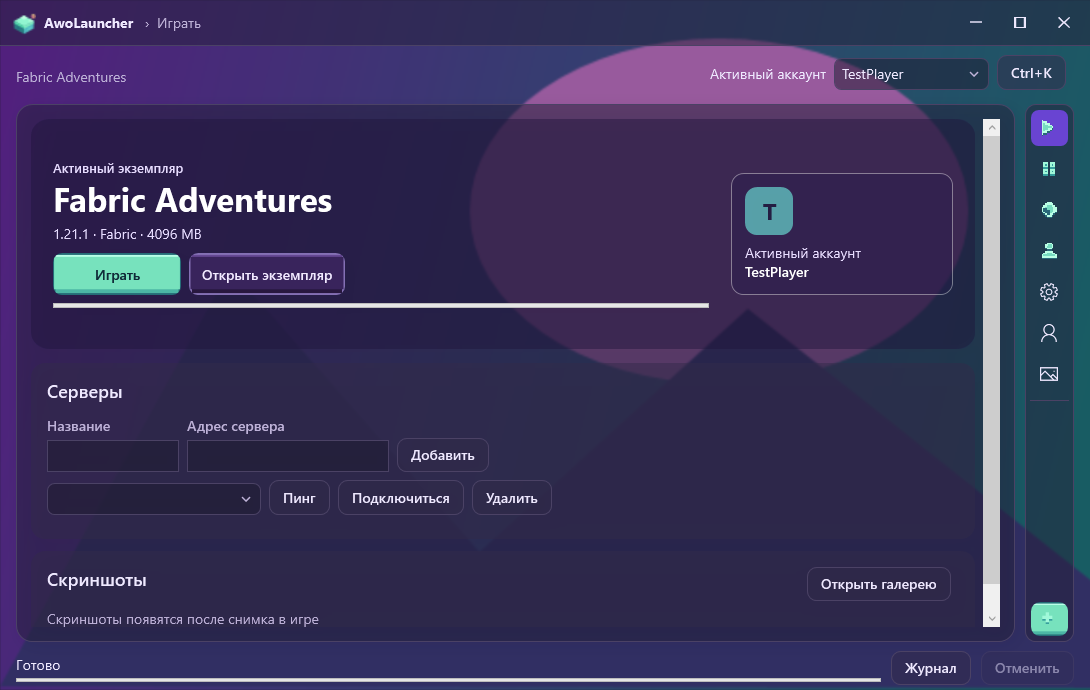 AwoLauncher › Играть
Fabric Adventures
Активный аккаунт
TestPlayer
Ctrl+K
Активный экземпляр
Fabric Adventures
1.21.1 · Fabric · 4096 MB
Играть
Открыть экземпляр
T
Активный аккаунт
TestPlayer
Серверы
Название
Адрес сервера
Добавить
Пинг
Подключиться
Удалить
Скриншоты
Открыть галерею
Скриншоты появятся после снимка в игре
Готово
Журнал
Отменить